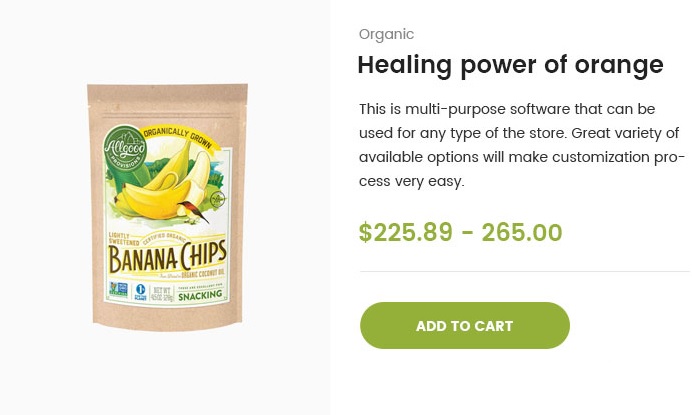 Organic
Healing power of orange
This is multi-purpose software that can be
used for any type of the store. Great variety of
available options will make customization pro-
cess very easy.
$225.89 - 265.00
ADD TO CART
ORGANICALLY GROWN
Allgood
PROVISIONS
LIGHTLY
SWEETENED
CERTIFIED ORGANIC
BANANA CHIPS
ORGANIC COCONUT OIL
NET WT
SNACKING